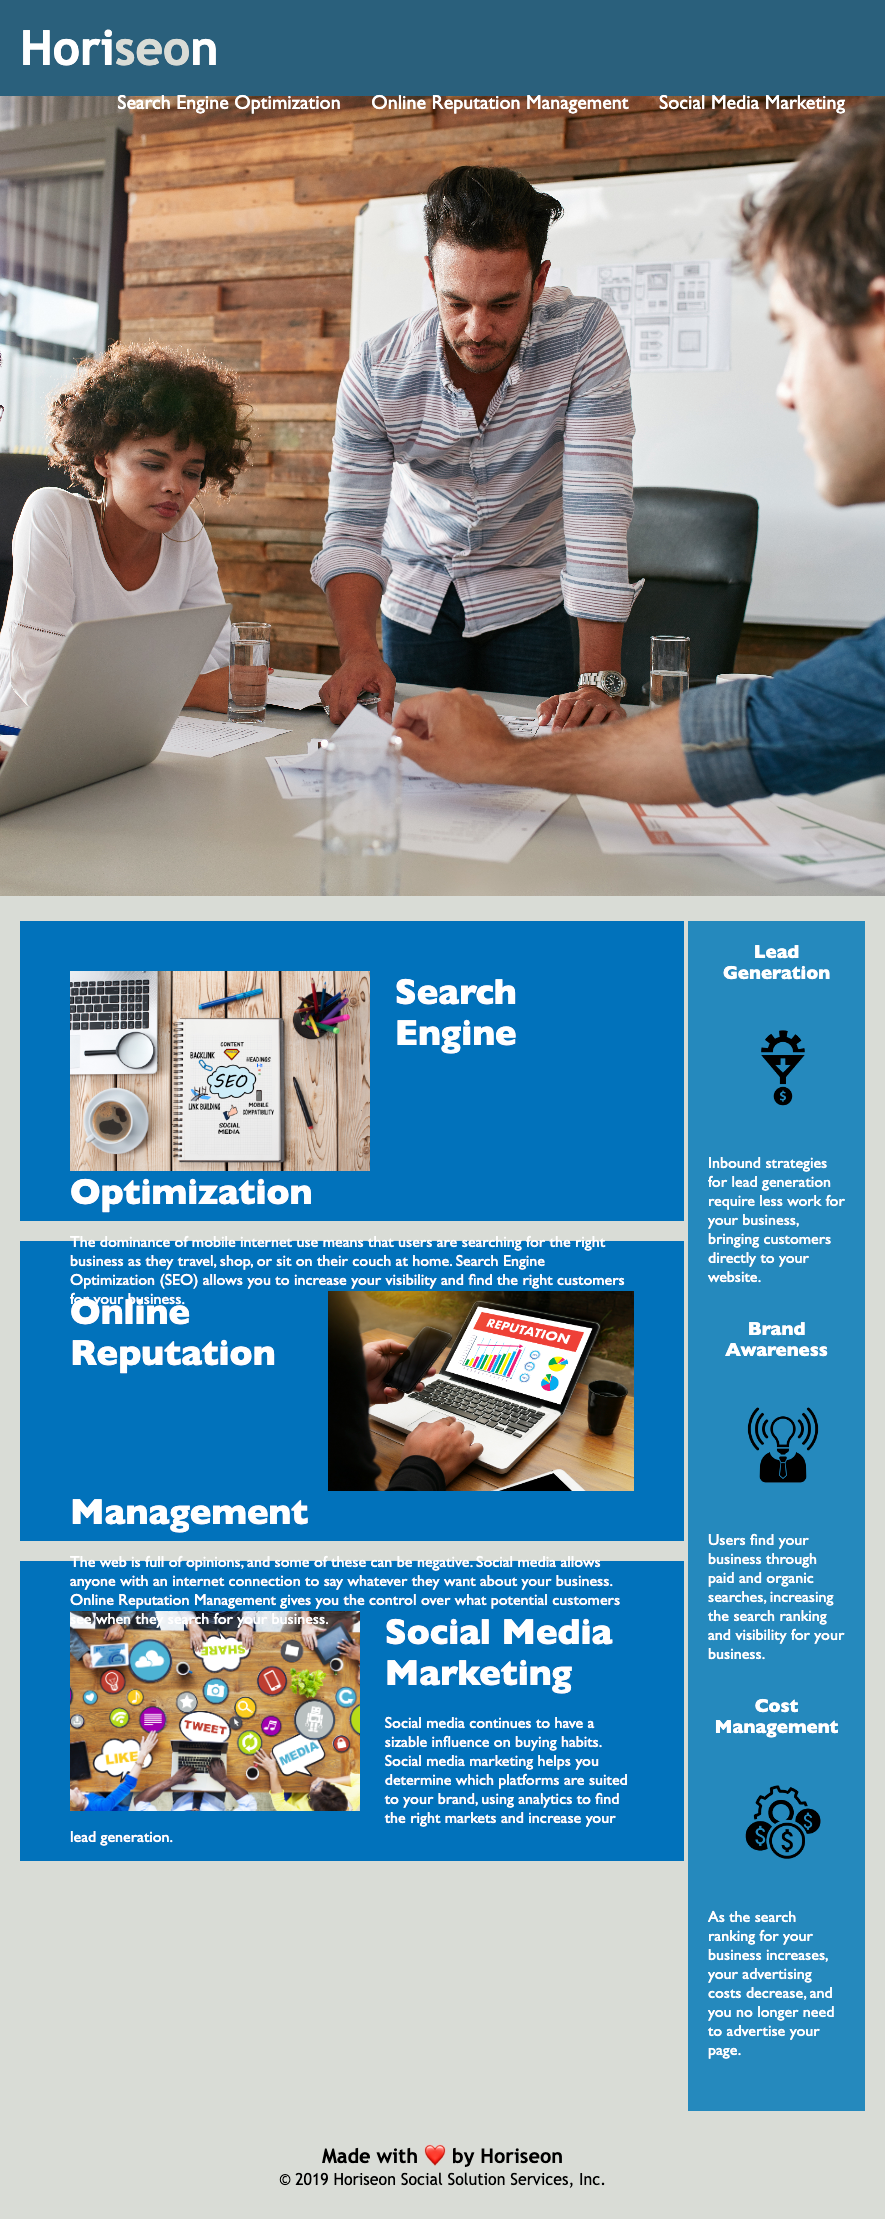 Horiseon
Search Engine Optimization Online Reputation Management Social Media Marketing
CONTENT
BACKLINK
HEADINGS
SEO
LINK BUILDING
MOBILE
COMPATIBILITY
SOCIAL
MEDIA
Search
Engine
Optimization
The dominance of mobile internet use means that users are searching for the right
business as they travel, shop, or sit on their couch at home. Search Engine
Optimization (SEO) allows you to increase your visibility and find the right customers
for your business.
Online
Reputation
REPUTATION
Management
The web is full of opinions, and some of these can be negative. Social media allows
anyone with an internet connection to say whatever they want about your business.
Online Reputation Management gives you the control over what potential customers
see when they search for your business.
SHARE
TWEET
LIKE
MEDIA
Social Media
Marketing
Social media continues to have a
sizable influence on buying habits.
Social media marketing helps you
determine which platforms are suited
to your brand, using analytics to find
the right markets and increase your
lead generation.
Lead
Generation
$
Inbound strategies
for lead generation
require less work for
your business,
bringing customers
directly to your
website.
Brand
Awareness
Users find your
business through
paid and organic
searches, increasing
the search ranking
and visibility for your
business.
Cost
Management
$ $ $
As the search
ranking for your
business increases,
your advertising
costs decrease, and
you no longer need
to advertise your
page.
Made with ❤️ by Horiseon
© 2019 Horiseon Social Solution Services, Inc.